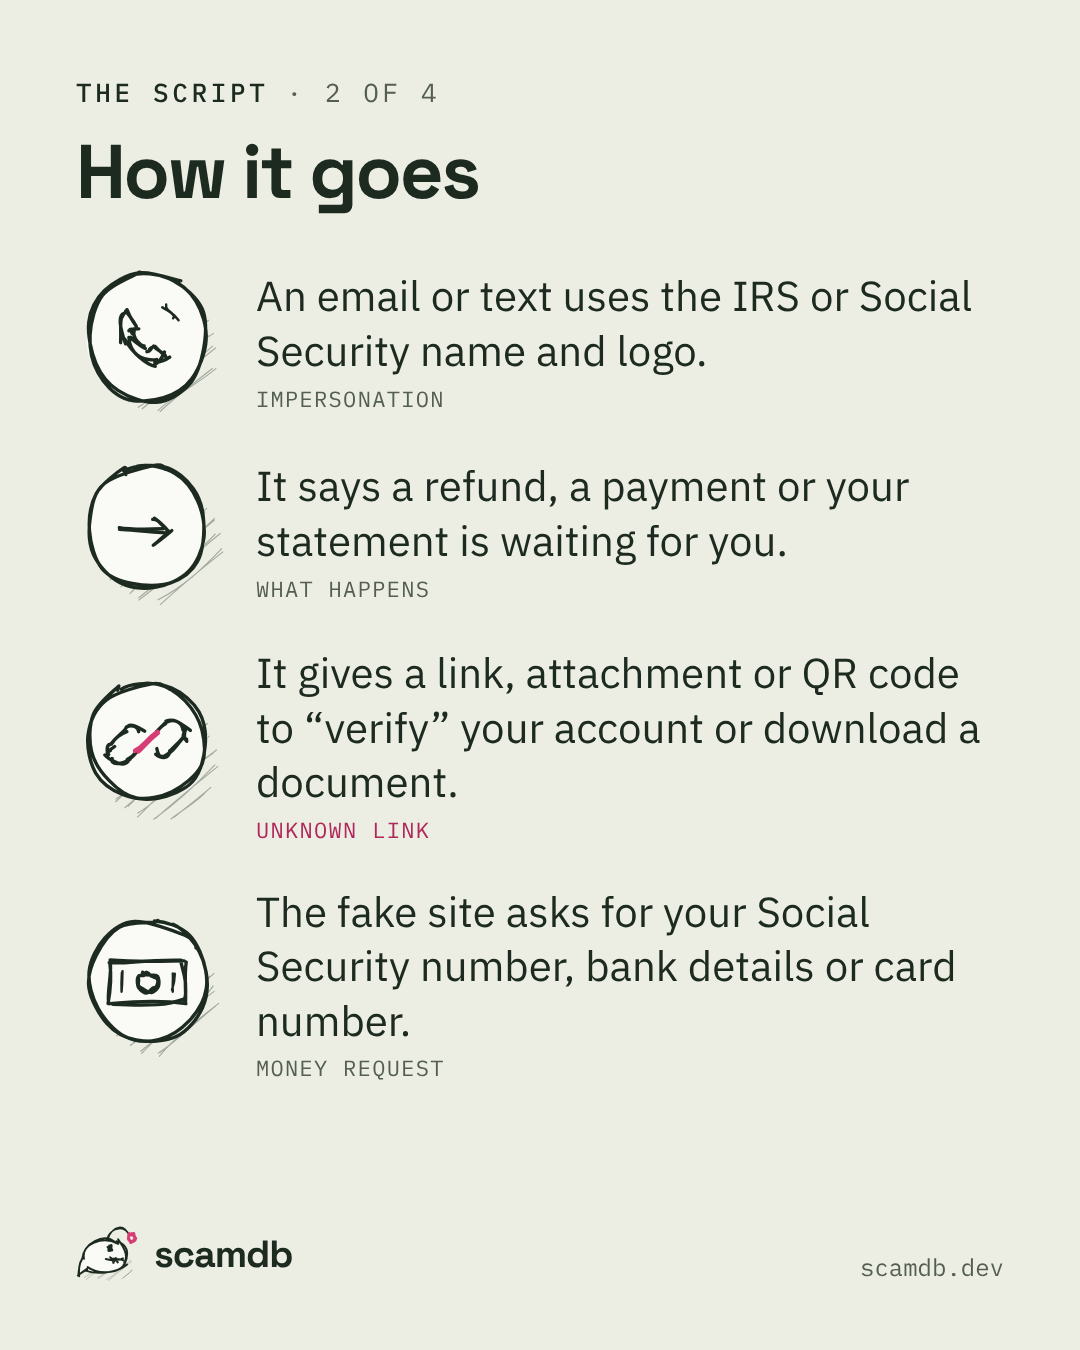 THE SCRIPT · 2 OF 4
How it goes
An email or text uses the IRS or Social
Security name and logo.
IMPERSONATION
It says a refund, a payment or your
statement is waiting for you.
WHAT HAPPENS
It gives a link, attachment or QR code
to “verify” your account or download a
document.
UNKNOWN LINK
The fake site asks for your Social
Security number, bank details or card
number.
MONEY REQUEST
scamdb
scamdb.dev